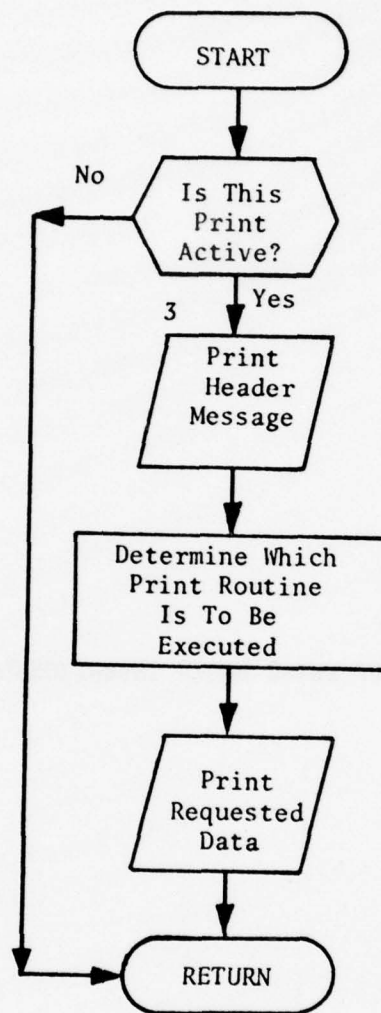 START
No
Is This
Print
Active?
3
Yes
Print
Header
Message
Determine Which
Print Routine
Is To Be
Executed
Print
Requested
Data
RETURN